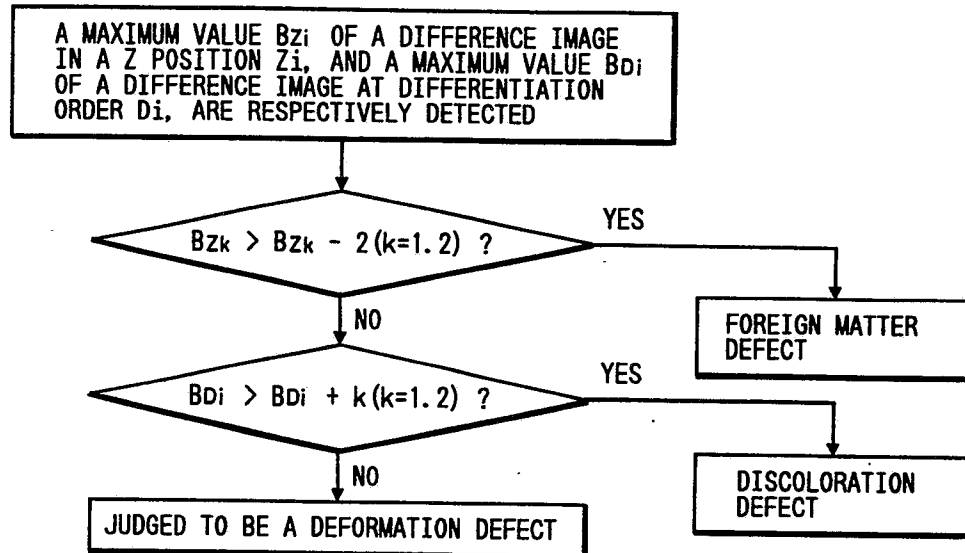 A MAXIMUM VALUE Bzi OF A DIFFERENCE IMAGE
IN A Z POSITION Zi, AND A MAXIMUM VALUE BDi
OF A DIFFERENCE IMAGE AT DIFFERENTIATION
ORDER Di, ARE RESPECTIVELY DETECTED
Bzk > Bzk - 2(k=1.2) ?
YES
NO
FOREIGN MATTER
DEFECT
BDi > BDi + k(k=1.2) ?
YES
NO
DISCOLORATION
DEFECT
JUDGED TO BE A DEFORMATION DEFECT